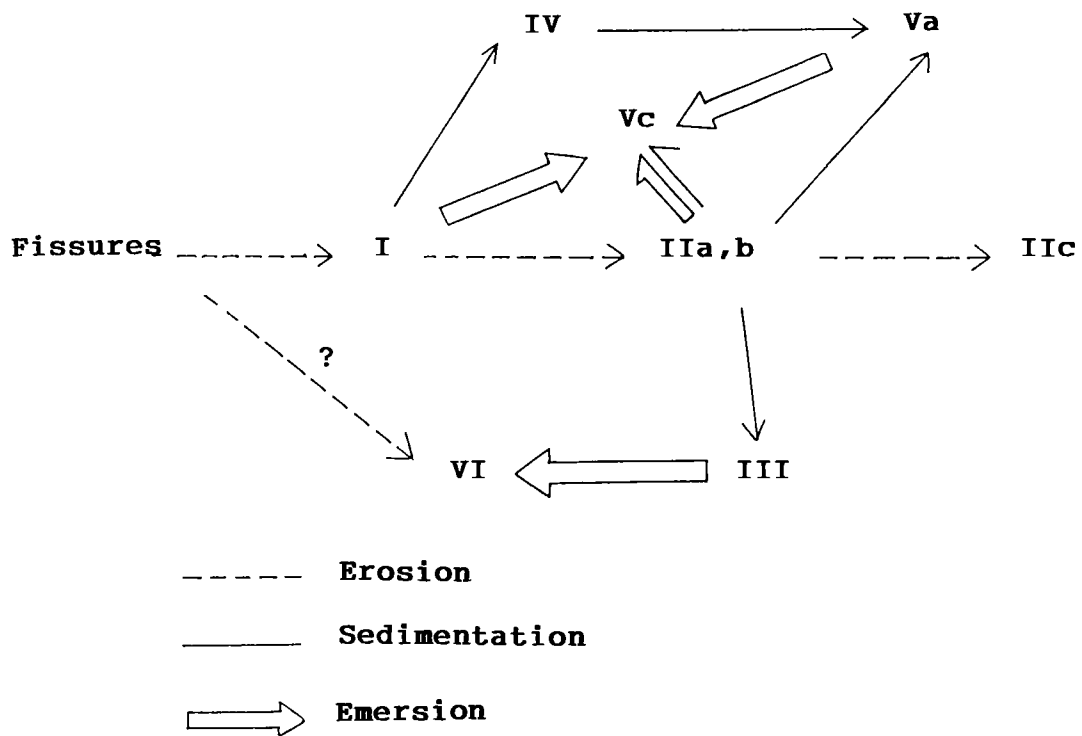 IV Va
Vc
Fissures I IIa,b IIc
?
VI III
Erosion
Sedimentation
Emersion